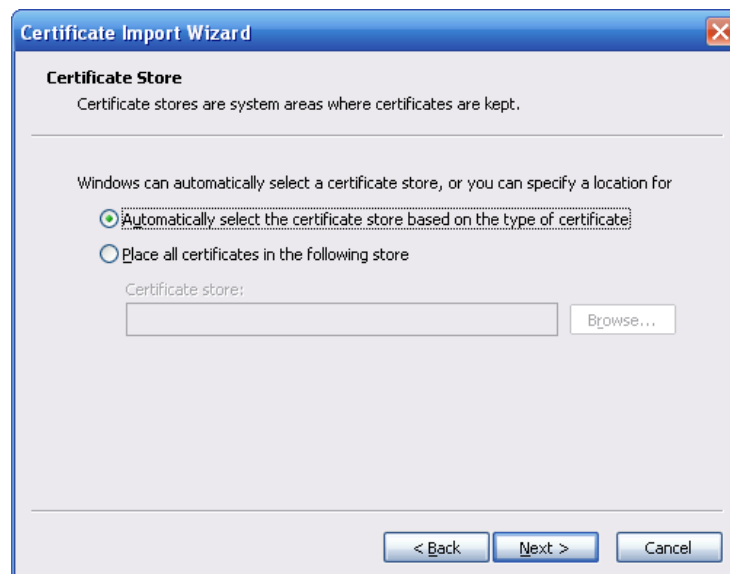 Certificate Import Wizard
Certificate Store
Certificate stores are system areas where certificates are kept.
Windows can automatically select a certificate store, or you can specify a location for
Automatically select the certificate store based on the type of certificate
Place all certificates in the following store
Certificate store:
Browse...
< Back Next > Cancel